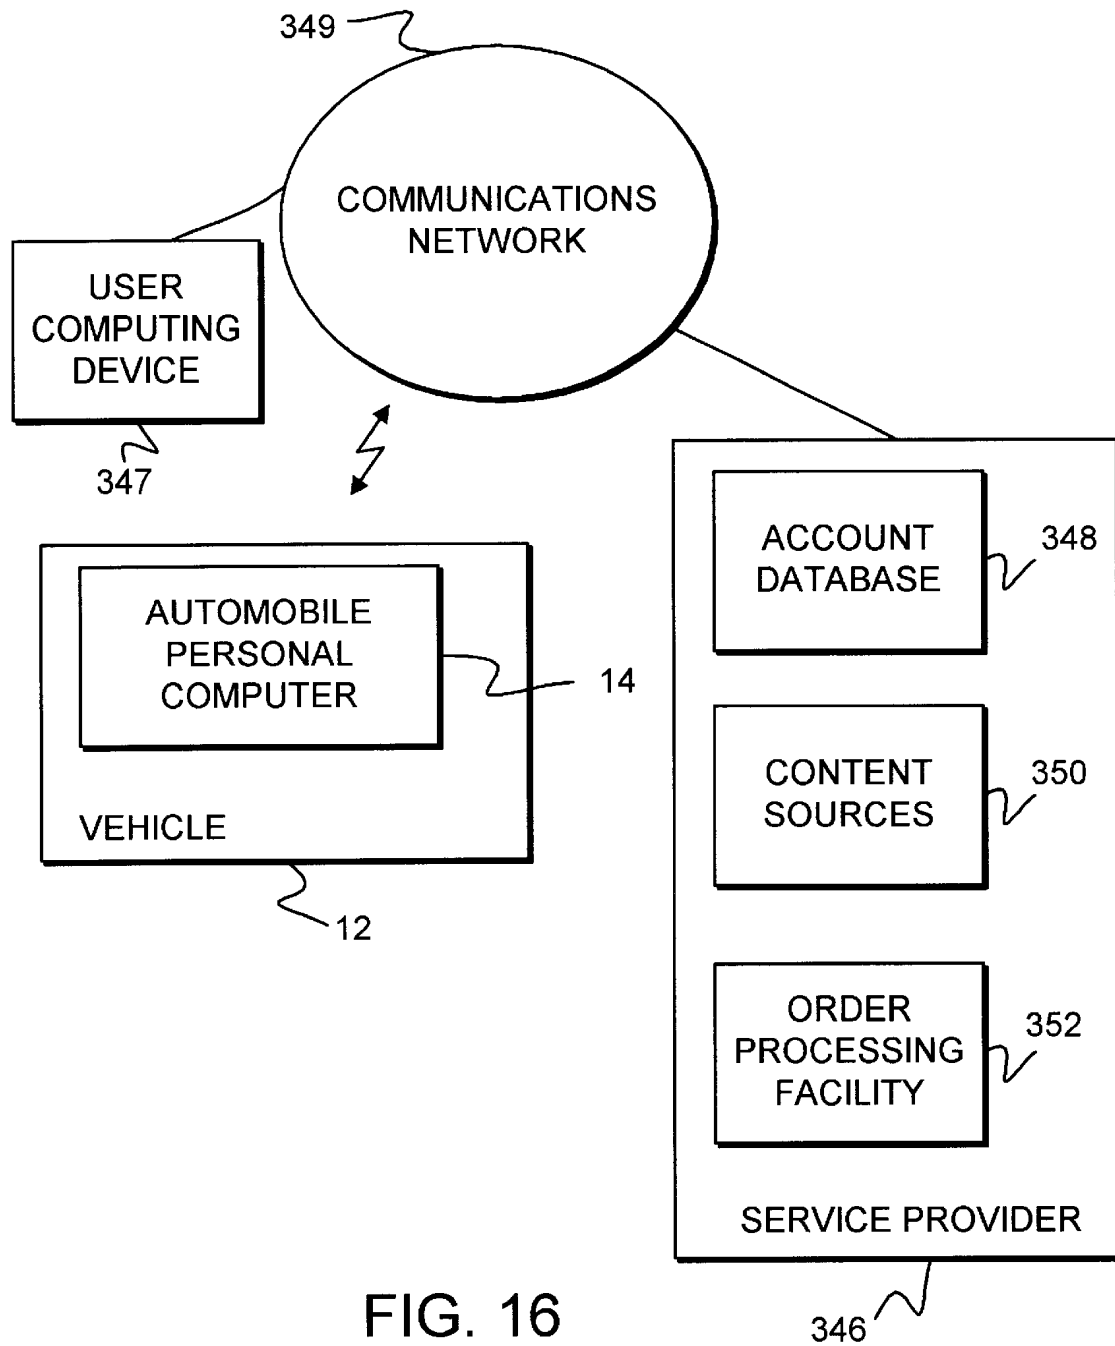 349
COMMUNICATIONS
NETWORK
USER
COMPUTING
DEVICE
347
AUTOMOBILE
PERSONAL
COMPUTER
14
VEHICLE
12
ACCOUNT
DATABASE
348
CONTENT
SOURCES
350
ORDER
PROCESSING
FACILITY
352
SERVICE PROVIDER
346
FIG. 16